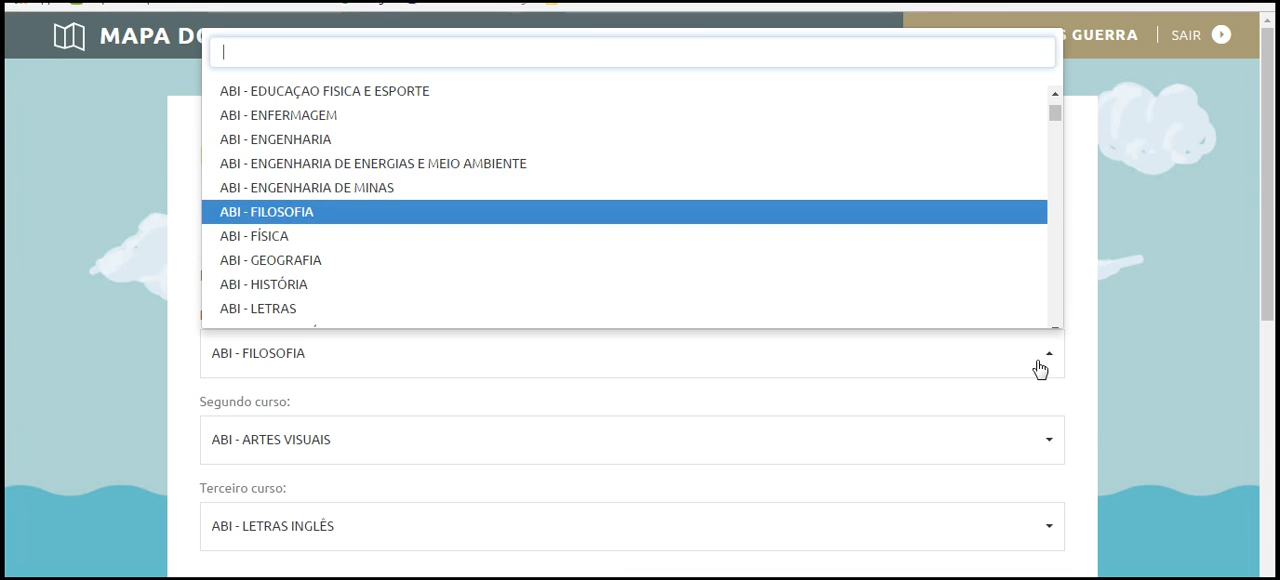 MAPA DO
S GUERRA
SAIR
ABI - EDUCAÇAO FISICA E ESPORTE
ABI - ENFERMAGEM
ABI - ENGENHARIA
ABI - ENGENHARIA DE ENERGIAS E MEIO AMBIENTE
ABI - ENGENHARIA DE MINAS
ABI - FILOSOFIA
ABI - FÍSICA
ABI - GEOGRAFIA
ABI - HISTÓRIA
ABI - LETRAS
ABI - FILOSOFIA
Segundo curso:
ABI - ARTES VISUAIS
Terceiro curso:
ABI - LETRAS INGLÊS